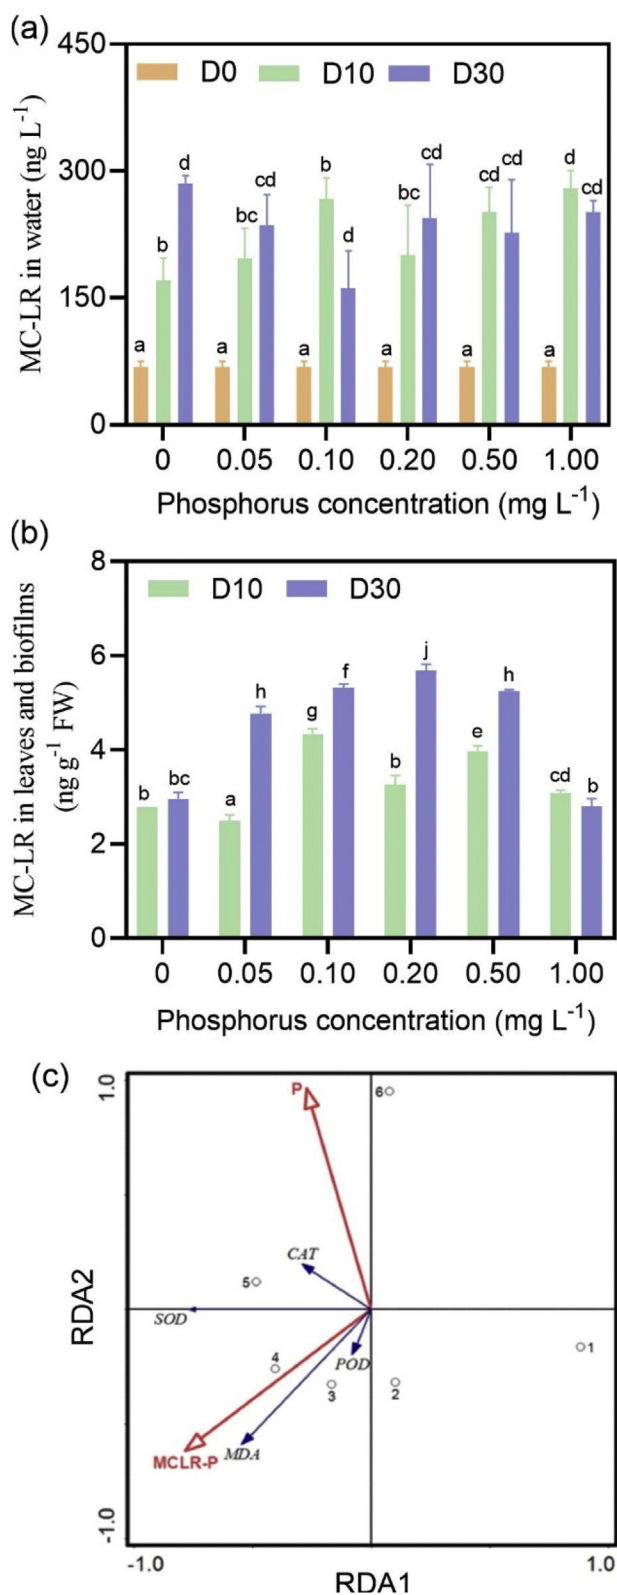 (a)
450
D0 D10 D30
MC-LR in water (ng L⁻¹)
300
150
0
d
b
a
cd
bc
a
b
d
a
cd
bc
a
cd
cd
a
d
cd
a
0 0.05 0.10 0.20 0.50 1.00
Phosphorus concentration (mg L⁻¹)
(b)
8
D10 D30
MC-LR in leaves and biofilms
(ng g⁻¹ FW)
6
4
2
0
b bc
a h
g f
b j
e h
cd b
0 0.05 0.10 0.20 0.50 1.00
Phosphorus concentration (mg L⁻¹)
(c)
1.0
P
6
CAT
5
SOD
RDA2
POD
1
4
3
2
MCLR-P
MDA
-1.0
-1.0
1.0
RDA1